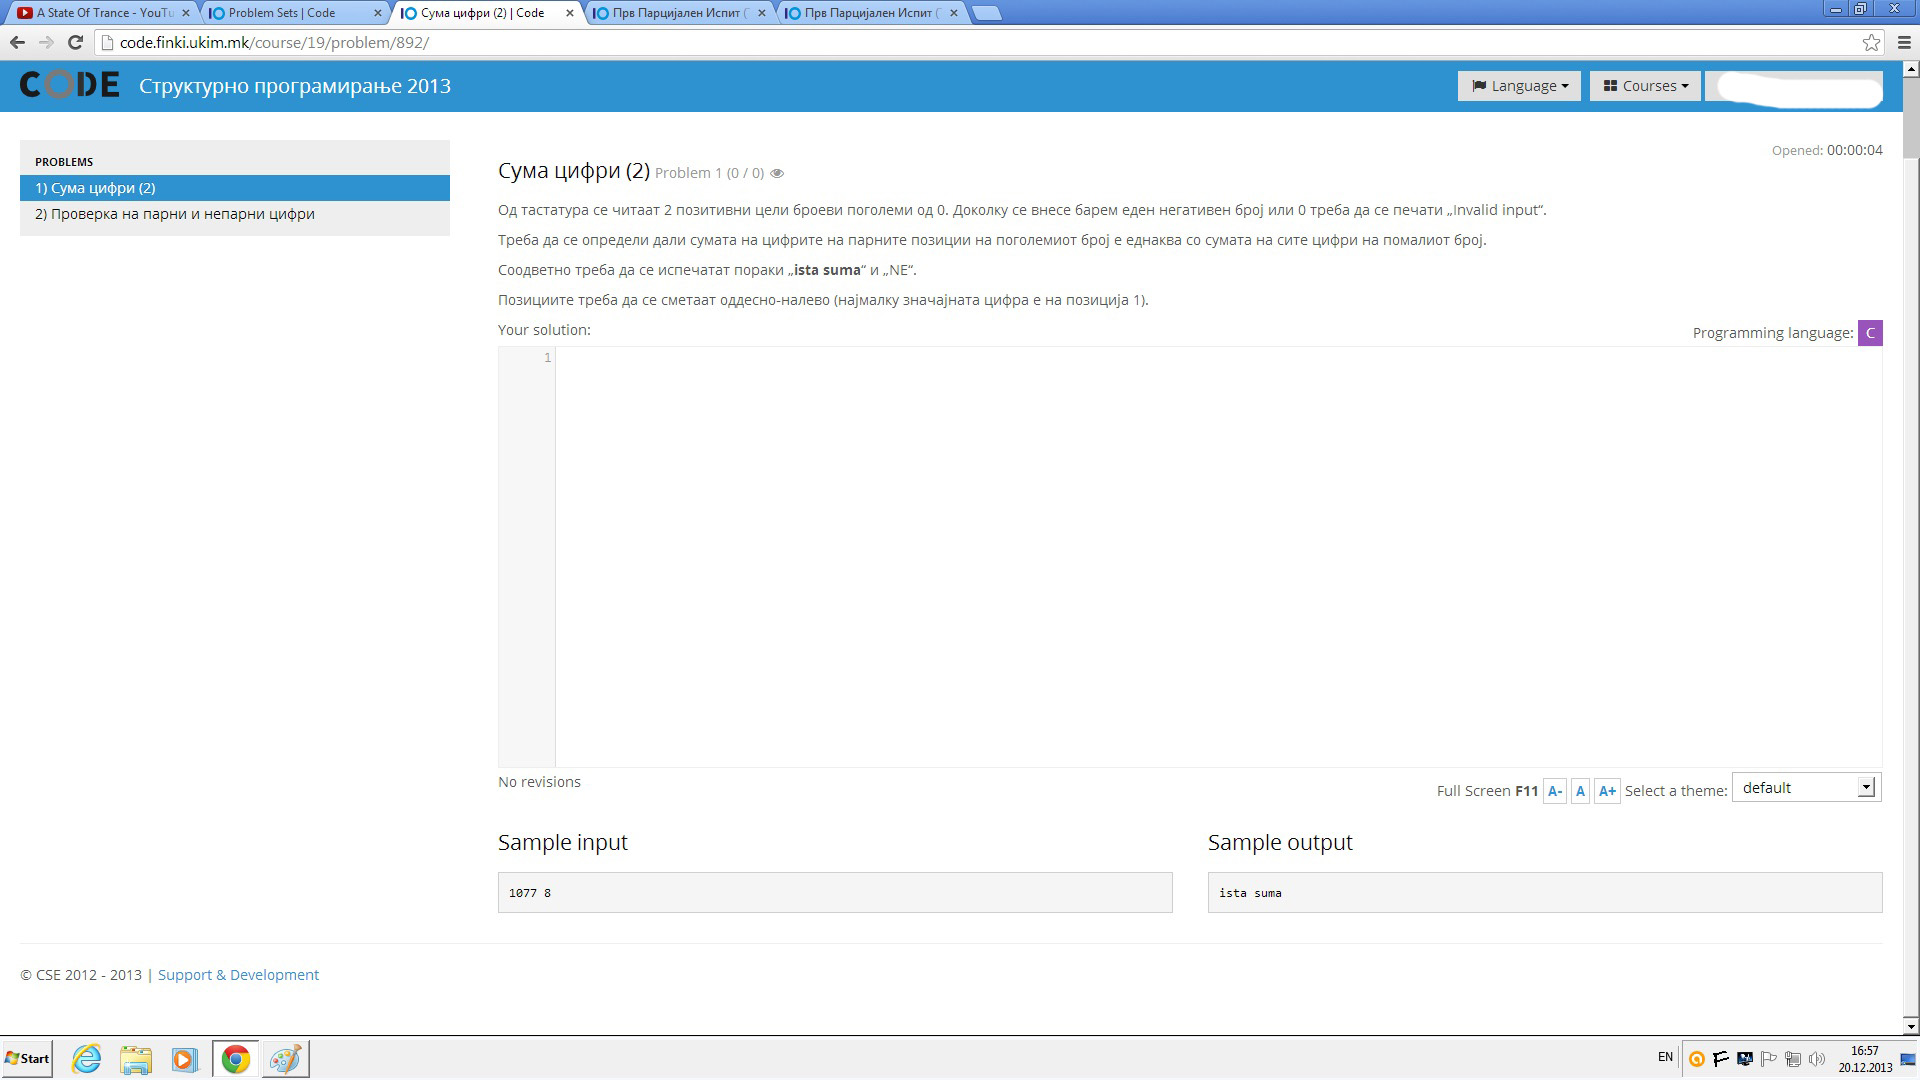 A State Of Trance - YouTu
Problem Sets | Code
Сума цифри (2) | Code
Прв Парцијален Испит (
Прв Парцијален Испит (
code.finki.ukim.mk/course/19/problem/892/
CODE
Структурно програмирање 2013
Language
Courses
PROBLEMS
1) Сума цифри (2)
2) Проверка на парни и непарни цифри
Opened: 00:00:04
Сума цифри (2) Problem 1 (0 / 0)
Од тастатура се читаат 2 позитивни цели броеви поголеми од 0. Доколку се внесе барем еден негативен број или 0 треба да се печати „Invalid input“.
Треба да се определи дали сумата на цифрите на парните позиции на поголемиот број е еднаква со сумата на сите цифри на помалиот број.
Соодветно треба да се испечатат пораки „ista suma“ и „NE“.
Позициите треба да се сметаат оддесно-налево (најмалку значајната цифра е на позиција 1).
Your solution:
Programming language: C
1
No revisions
Full Screen F11 A- A A+ Select a theme: default
Sample input
Sample output
1077 8
ista suma
© CSE 2012 - 2013 | Support & Development
Start
EN
16:57
20.12.2013